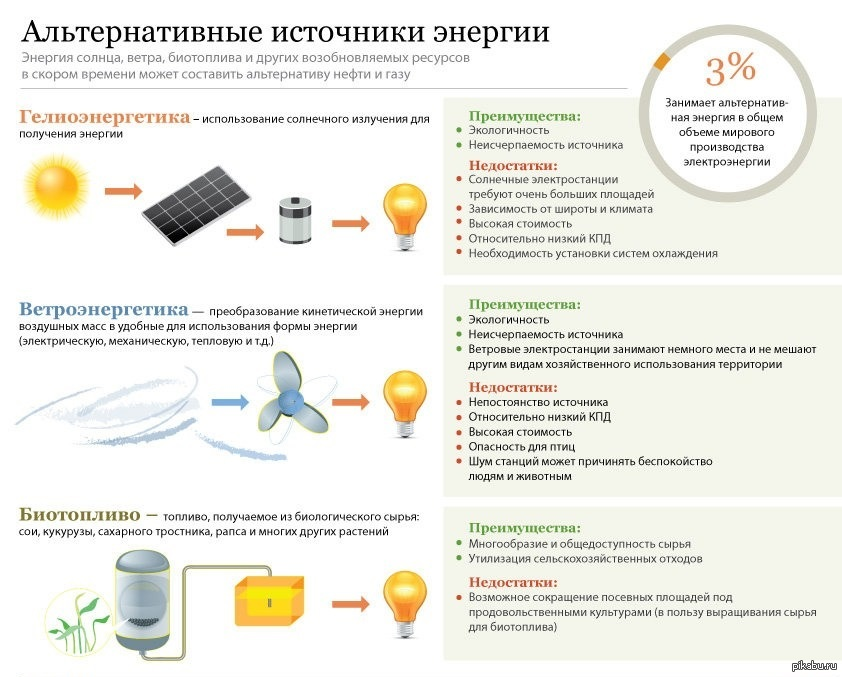 Альтернативные источники энергии
Энергия солнца, ветра, биотоплива и других возобновляемых ресурсов
в скором времени может составить альтернативу нефти и газу
3%
Занимает альтернатив-
ная энергия в общем
объеме мирового
производства
электроэнергии
Гелиоэнергетика – использование солнечного излучения для
получения энергии
Преимущества:
Экологичность
Неисчерпаемость источника
Недостатки:
Солнечные электростанции
требуют очень больших площадей
Зависимость от широты и климата
Высокая стоимость
Относительно низкий КПД
Необходимость установки систем охлаждения
Ветроэнергетика — преобразование кинетической энергии
воздушных масс в удобные для использования формы энергии
(электрическую, механическую, тепловую и т.д.)
Преимущества:
Экологичность
Неисчерпаемость источника
Ветровые электростанции занимают немного места и не мешают
другим видам хозяйственного использования территории
Недостатки:
Непостоянство источника
Относительно низкий КПД
Высокая стоимость
Опасность для птиц
Шум станций может причинять беспокойство
людям и животным
Биотопливо – топливо, получаемое из биологического сырья:
сои, кукурузы, сахарного тростника, рапса и многих других растений
Преимущества:
Многообразие и общедоступность сырья
Утилизация сельскохозяйственных отходов
Недостатки:
Возможное сокращение посевных площадей под
продовольственными культурами (в пользу выращивания сырья
для биотоплива)
pikabu.ru